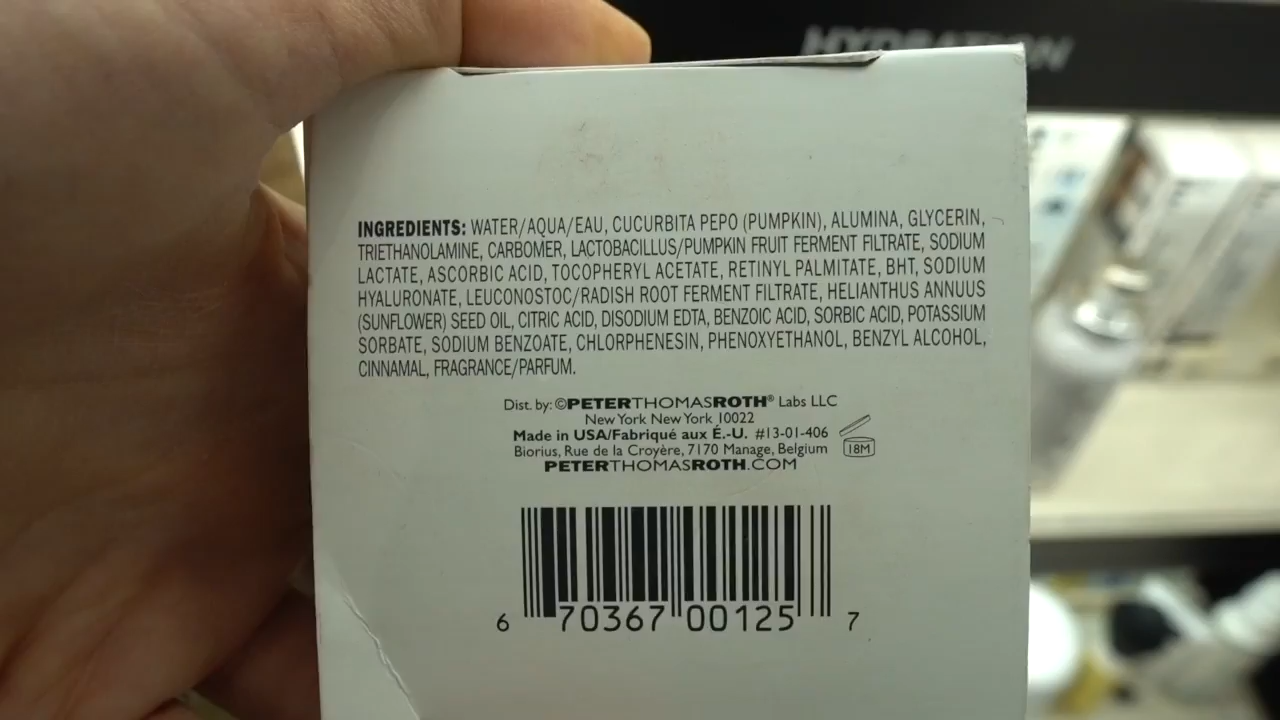 HYDRATION
INGREDIENTS: WATER/AQUA/EAU, CUCURBITA PEPO (PUMPKIN), ALUMINA, GLYCERIN,
TRIETHANOLAMINE, CARBOMER, LACTOBACILLUS/PUMPKIN FRUIT FERMENT FILTRATE, SODIUM
LACTATE, ASCORBIC ACID, TOCOPHERYL ACETATE, RETINYL PALMITATE, BHT, SODIUM
HYALURONATE, LEUCONOSTOC/RADISH ROOT FERMENT FILTRATE, HELIANTHUS ANNUUS
(SUNFLOWER) SEED OIL, CITRIC ACID, DISODIUM EDTA, BENZOIC ACID, SORBIC ACID, POTASSIUM
SORBATE, SODIUM BENZOATE, CHLORPHENESIN, PHENOXYETHANOL, BENZYL ALCOHOL,
CINNAMAL, FRAGRANCE/PARFUM.
Dist. by: ©PETERTHOMASROTH® Labs LLC
New York New York 10022
Made in USA/Fabriqué aux É.-U. #13-01-406
Biorius, Rue de la Croyère, 7170 Manage, Belgium
18M
PETERTHOMASROTH.COM
6 70367 00125 7